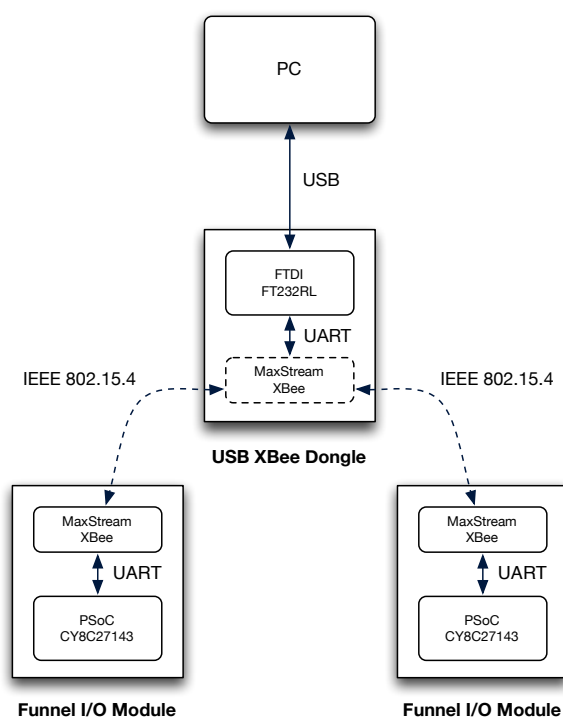 PC
USB
FTDI
FT232RL
UART
MaxStream
XBee
IEEE 802.15.4
IEEE 802.15.4
USB XBee Dongle
MaxStream
XBee
UART
PSoC
CY8C27143
Funnel I/O Module
MaxStream
XBee
UART
PSoC
CY8C27143
Funnel I/O Module